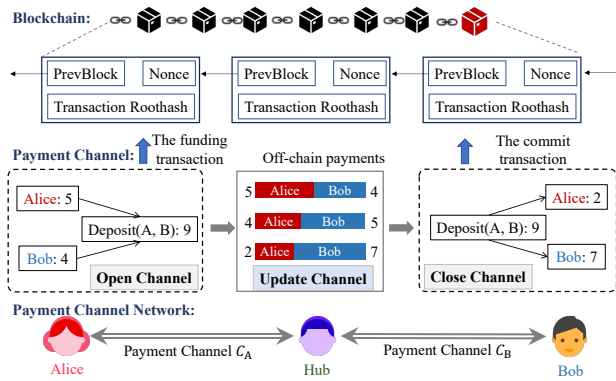 Blockchain:
PrevBlock Nonce PrevBlock Nonce PrevBlock Nonce
Transaction Roothash Transaction Roothash Transaction Roothash
Payment Channel:
The funding
transaction
Off-chain payments
The commit
transaction
Alice: 5
Bob: 4
Deposit(A, B): 9
Open Channel
5 Alice Bob 4
4 Alice Bob 5
2 Alice Bob 7
Update Channel
Deposit(A, B): 9
Alice: 2
Bob: 7
Close Channel
Payment Channel Network:
Payment Channel C_A
Payment Channel C_B
Alice Hub Bob